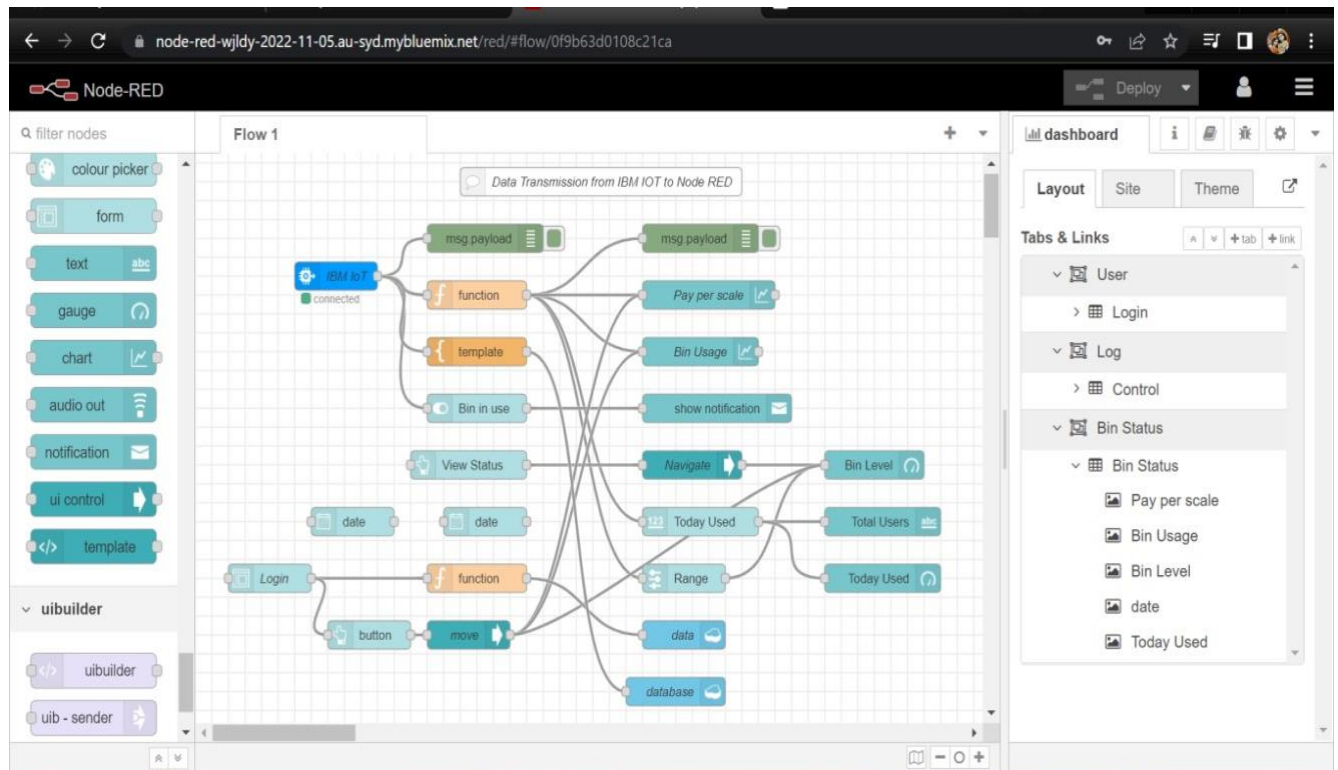 node-red-wjldy-2022-11-05.au-syd.mybluemix.net/red/#flow/0f9b63d0108c21ca
Node-RED
Deploy
filter nodes
Flow 1
dashboard
colour picker
form
text
abc
gauge
chart
audio out
notification
ui control
template
uibuilder
uibuilder
uib - sender
Data Transmission from IBM IOT to Node RED
msg.payload
msg.payload
IBM IoT
connected
function
Pay per scale
template
Bin Usage
Bin in use
show notification
View Status
Navigate
Bin Level
date
date
123 Today Used
Total Users abc
Login
function
Range
Today Used
button
move
data
database
Layout
Site
Theme
Tabs & Links
+ tab
+ link
User
Login
Log
Control
Bin Status
Bin Status
Pay per scale
Bin Usage
Bin Level
date
Today Used